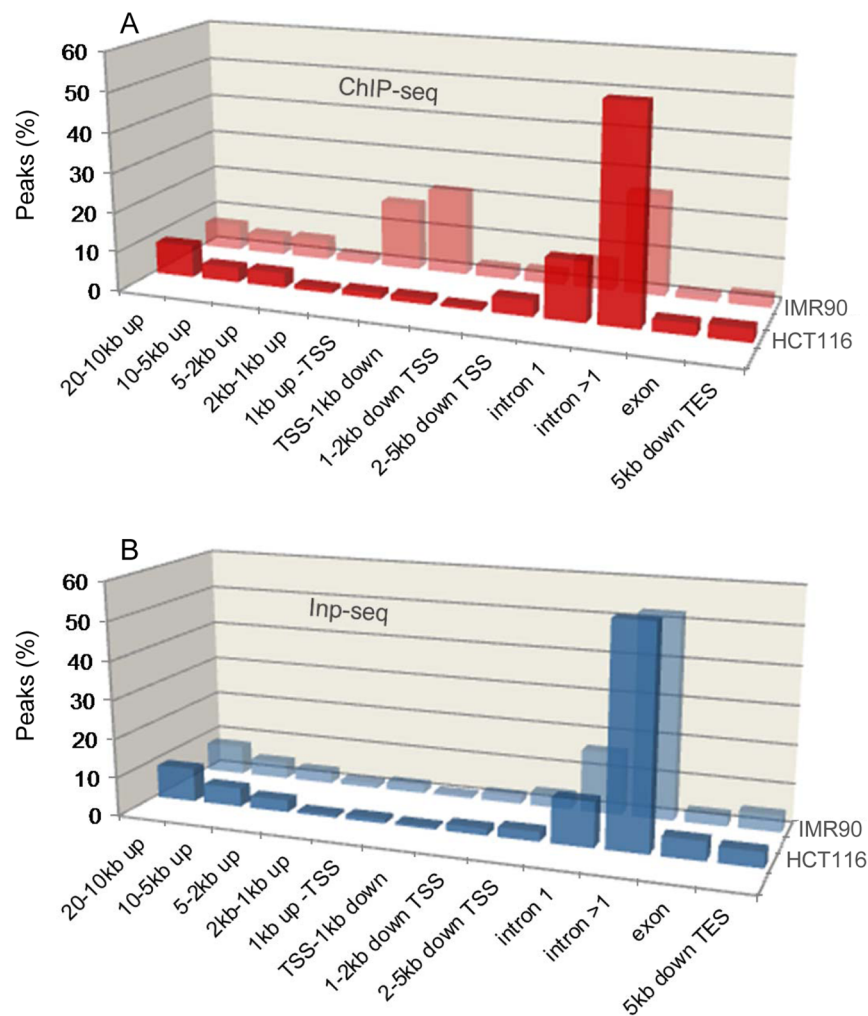 A
60
50
40
30
20
10
0
Peaks (%)
ChIP-seq
IMR90
HCT116
20-10kb up
10-5kb up
5-2kb up
2kb-1kb up
1kb up -TSS
TSS-1kb down
1-2kb down TSS
2-5kb down TSS
intron 1
intron >1
exon
5kb down TES
B
60
50
40
30
20
10
0
Peaks (%)
Inp-seq
IMR90
HCT116
20-10kb up
10-5kb up
5-2kb up
2kb-1kb up
1kb up -TSS
TSS-1kb down
1-2kb down TSS
2-5kb down TSS
intron 1
intron >1
exon
5kb down TES